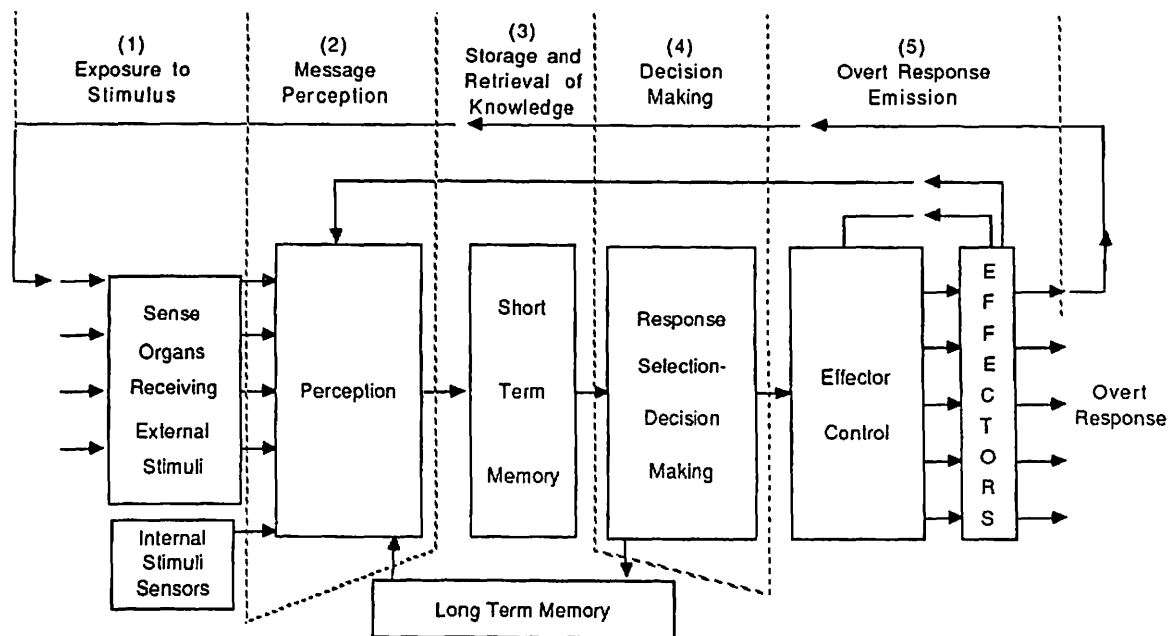 (1)
Exposure to
Stimulus
(2)
Message
Perception
(3)
Storage and
Retrieval of
Knowledge
(4)
Decision
Making
(5)
Overt Response
Emission
Sense
Organs
Receiving
External
Stimuli
Internal
Stimuli
Sensors
Perception
Short
Term
Memory
Response
Selection-
Decision
Making
Effector
Control
EFFECTORS
Overt
Response
Long Term Memory